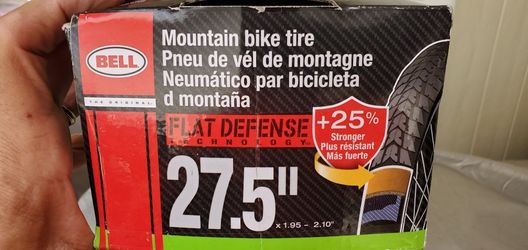 BELL
THE ORIGINAL
Mountain bike tire
Pneu de vél de montagne
Neumático par bicicleta
d montaña
FLAT DEFENSE
TECHNOLOGY
+25%
Stronger
Plus résistant
Más fuerte
27.5"
x 1.95 - 2.10"